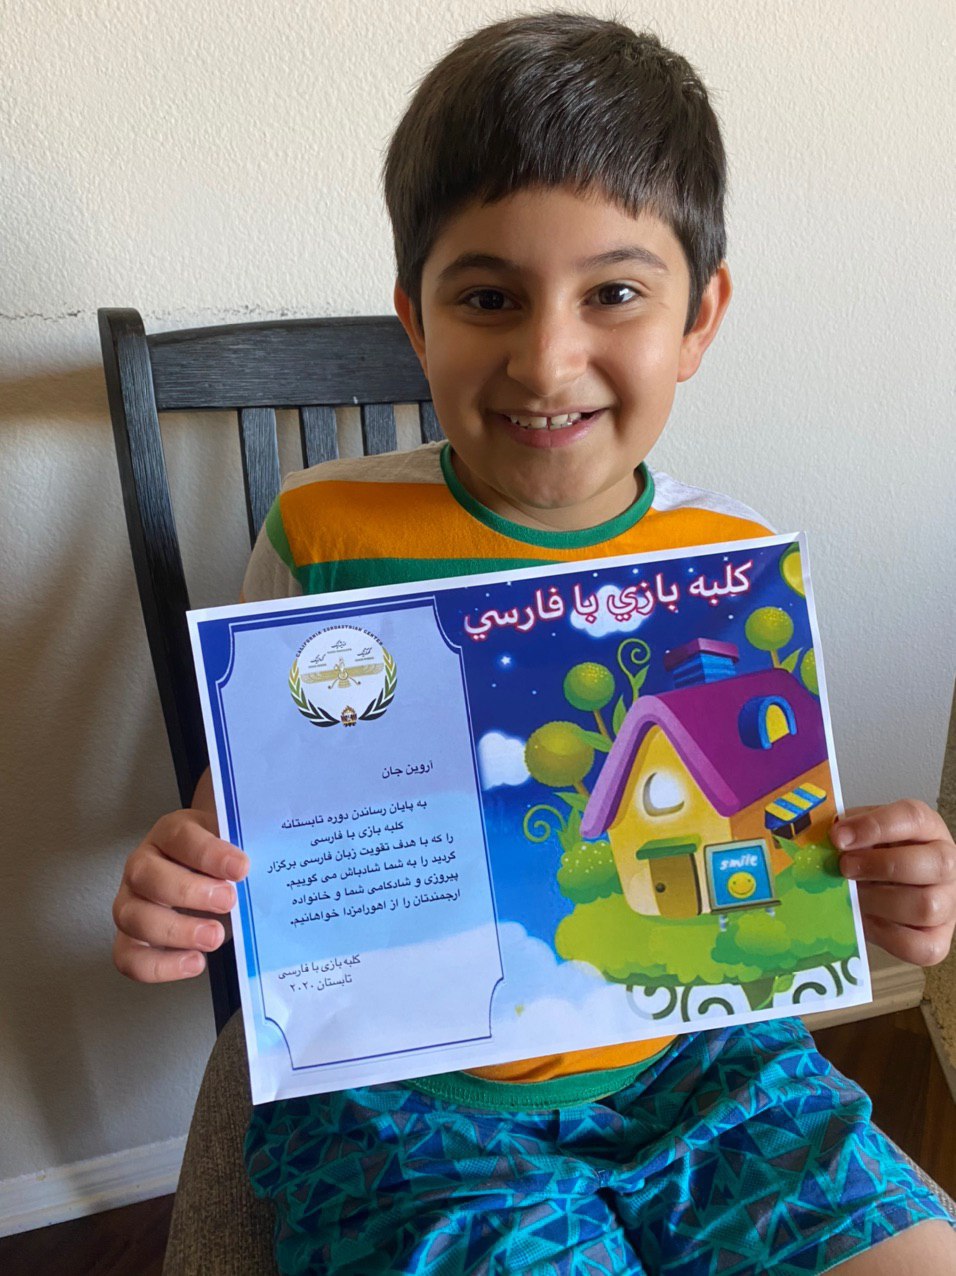 کلبه بازي با فارسي
CALIFORNIA ZOROASTRIAN CENTER
آروین جان
به پایان رساندن دوره تابستانه
کلبه بازی با فارسی
را که با هدف تقویت زبان فارسی برگزار
گردید را به شما شادباش می گوییم.
پیروزی و شادکامی شما و خانواده
ارجمندتان را از اهورامزدا خواهانیم.
کلبه بازی با فارسی
تابستان ۲۰۲۰
smile